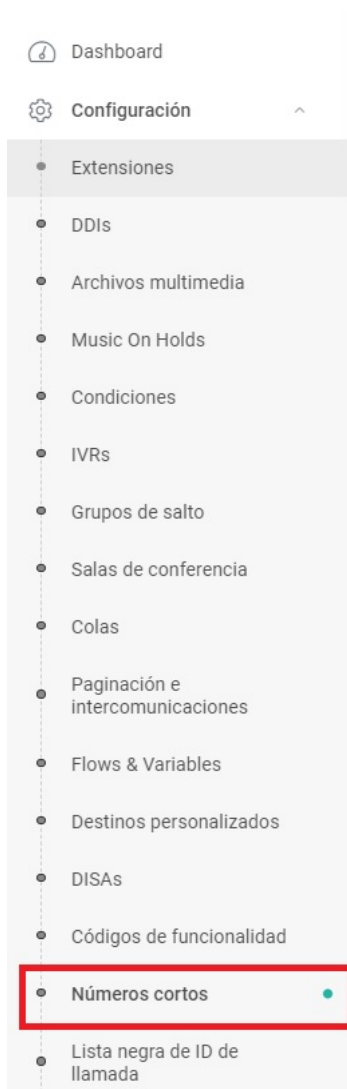 Dashboard
Configuración
Extensiones
DDIs
Archivos multimedia
Music On Holds
Condiciones
IVRs
Grupos de salto
Salas de conferencia
Colas
Paginación e
intercomunicaciones
Flows & Variables
Destinos personalizados
DISAs
Códigos de funcionalidad
Números cortos
Lista negra de ID de
llamada